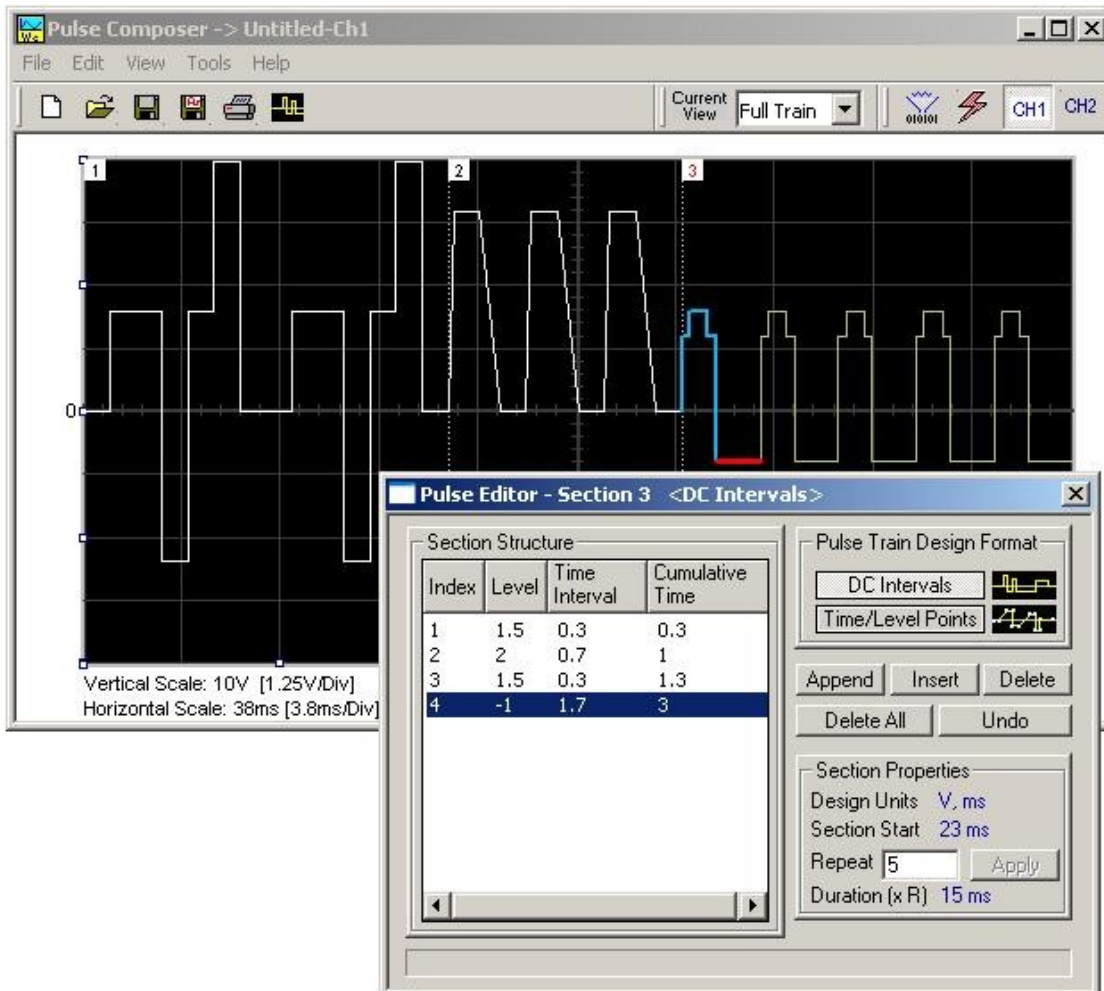 Pulse Composer -> Untitled-Ch1
File Edit View Tools Help
Current View Full Train CH1 CH2
1 2 3
0
Vertical Scale: 10V [1.25V/Div]
Horizontal Scale: 38ms [3.8ms/Div]
Pulse Editor - Section 3 <DC Intervals>
Section Structure
Index Level Time Interval Cumulative Time
1 1.5 0.3 0.3
2 2 0.7 1
3 1.5 0.3 1.3
4 -1 1.7 3
Pulse Train Design Format
DC Intervals
Time/Level Points
Append Insert Delete
Delete All Undo
Section Properties
Design Units V, ms
Section Start 23 ms
Repeat 5 Apply
Duration (x R) 15 ms